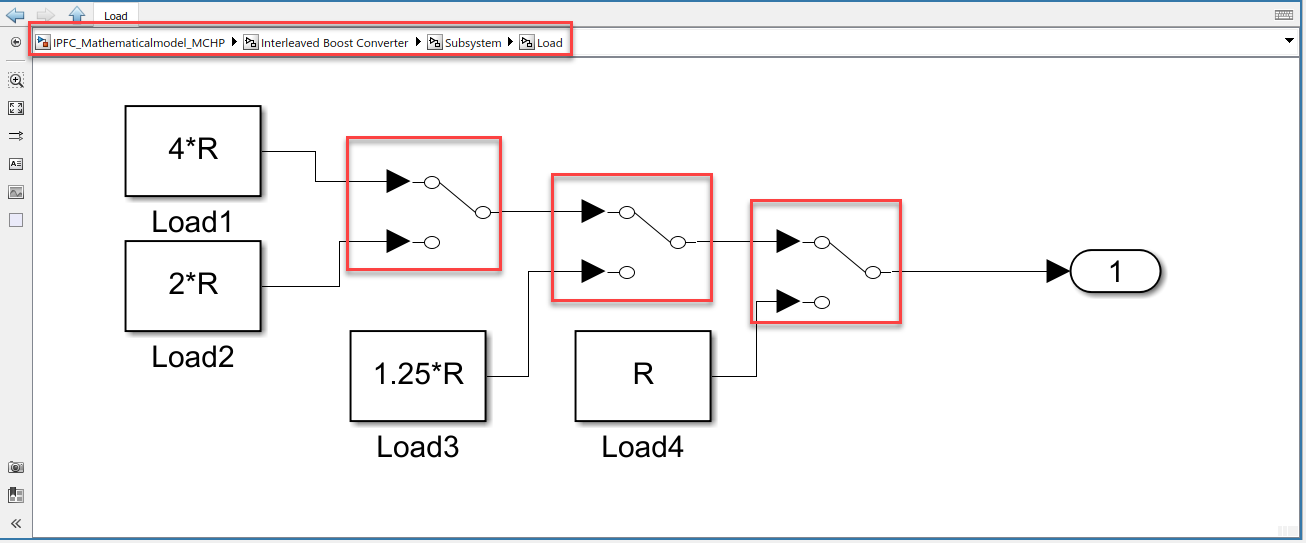 Load
IPFC_Mathematicalmodel_MCHP Interleaved Boost Converter Subsystem Load
4*R
Load1
2*R
Load2
1.25*R
Load3
R
Load4
1